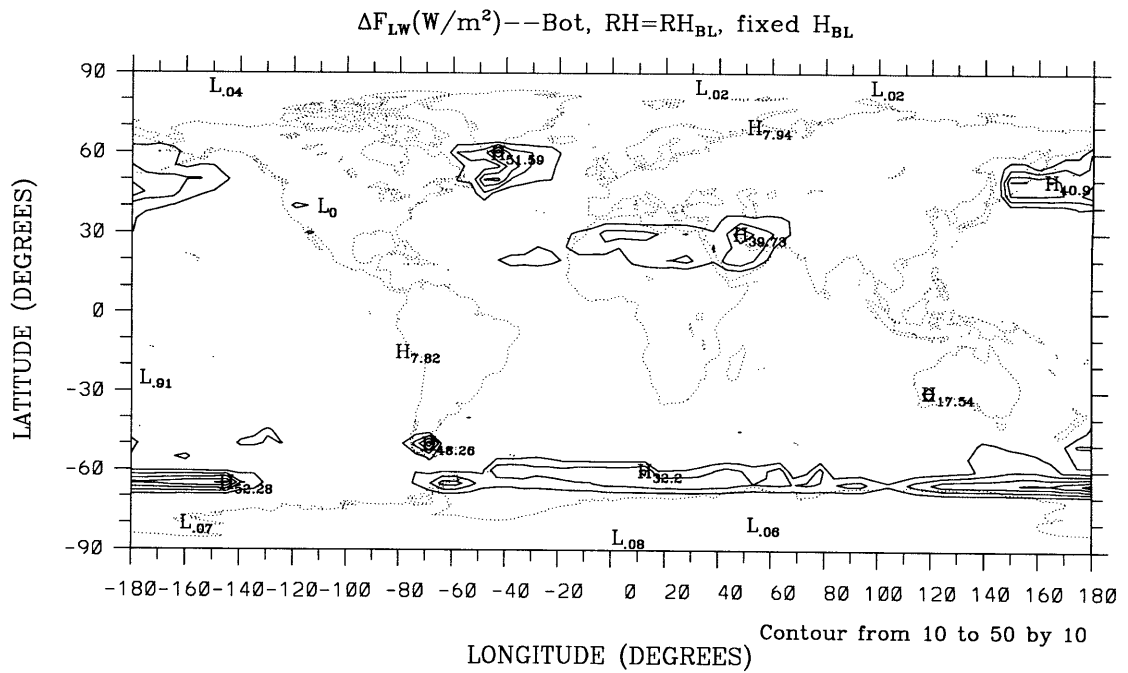 ΔF_LW(W/m²)--Bot, RH=RH_BL, fixed H_BL
90
L.04
L.02
L.02
H7.94
60
H51.59
H40.9
L0
30
H39.73
0
H7.82
L.91
-30
H17.54
H48.26
-60
H52.28
H32.2
L.07
L.06
L.08
-90
LATITUDE (DEGREES)
-180 -140 -120 -100 -80 -60 -40 -20 0 20 40 60 80 100 120 140 160 180
Contour from 10 to 50 by 10
LONGITUDE (DEGREES)